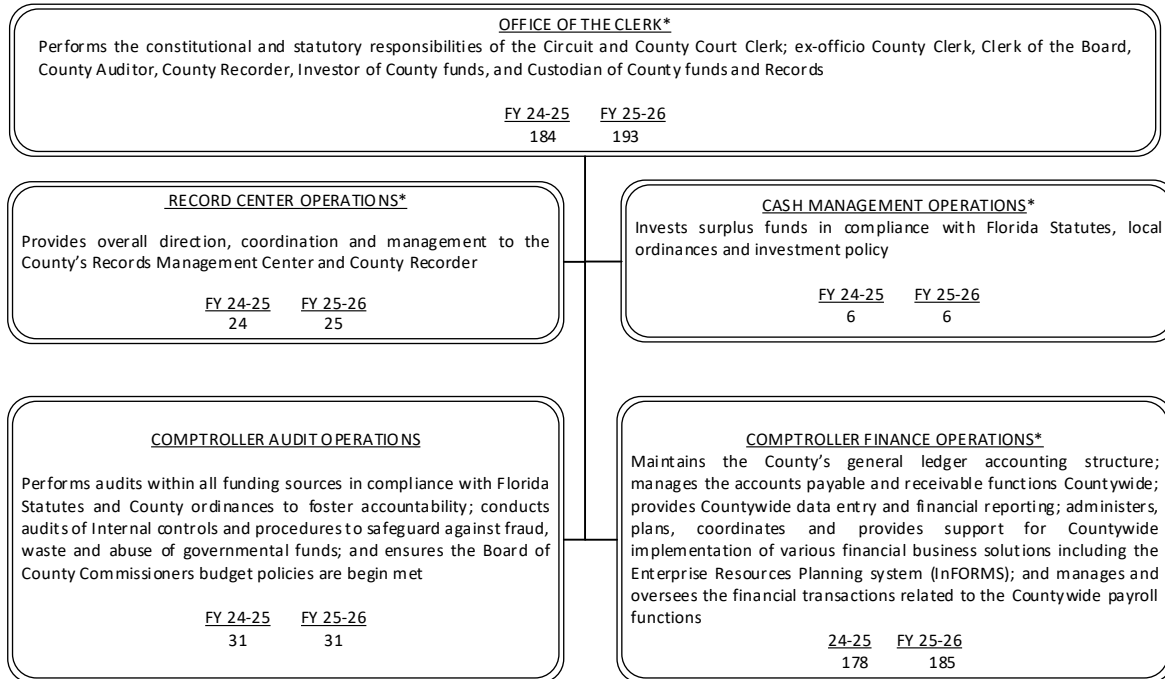 OFFICE OF THE CLERK*
Performs the constitutional and statutory responsibilities of the Circuit and County Court Clerk; ex-officio County Clerk, Clerk of the Board,
County Auditor, County Recorder, Investor of County funds, and Custodian of County funds and Records
FY 24-25 FY 25-26
184 193
RECORD CENTER OPERATIONS*
Provides overall direction, coordination and management to the
County's Records Management Center and County Recorder
FY 24-25 FY 25-26
24 25
CASH MANAGEMENT OPERATIONS*
Invests surplus funds in compliance with Florida Statutes, local
ordinances and investment policy
FY 24-25 FY 25-26
6 6
COMPTROLLER AUDIT OPERATIONS
Performs audits within all funding sources in compliance with Florida
Statutes and County ordinances to foster accountability; conducts
audits of Internal controls and procedures to safeguard against fraud,
waste and abuse of governmental funds; and ensures the Board of
County Commissioners budget policies are begin met
FY 24-25 FY 25-26
31 31
COMPTROLLER FINANCE OPERATIONS*
Maintains the County's general ledger accounting structure;
manages the accounts payable and receivable functions Countywide;
provides Countywide data entry and financial reporting; administers,
plans, coordinates and provides support for Countywide
implementation of various financial business solutions including the
Enterprise Resources Planning system (InFORMS); and manages and
oversees the financial transactions related to the Countywide payroll
functions
24-25 FY 25-26
178 185